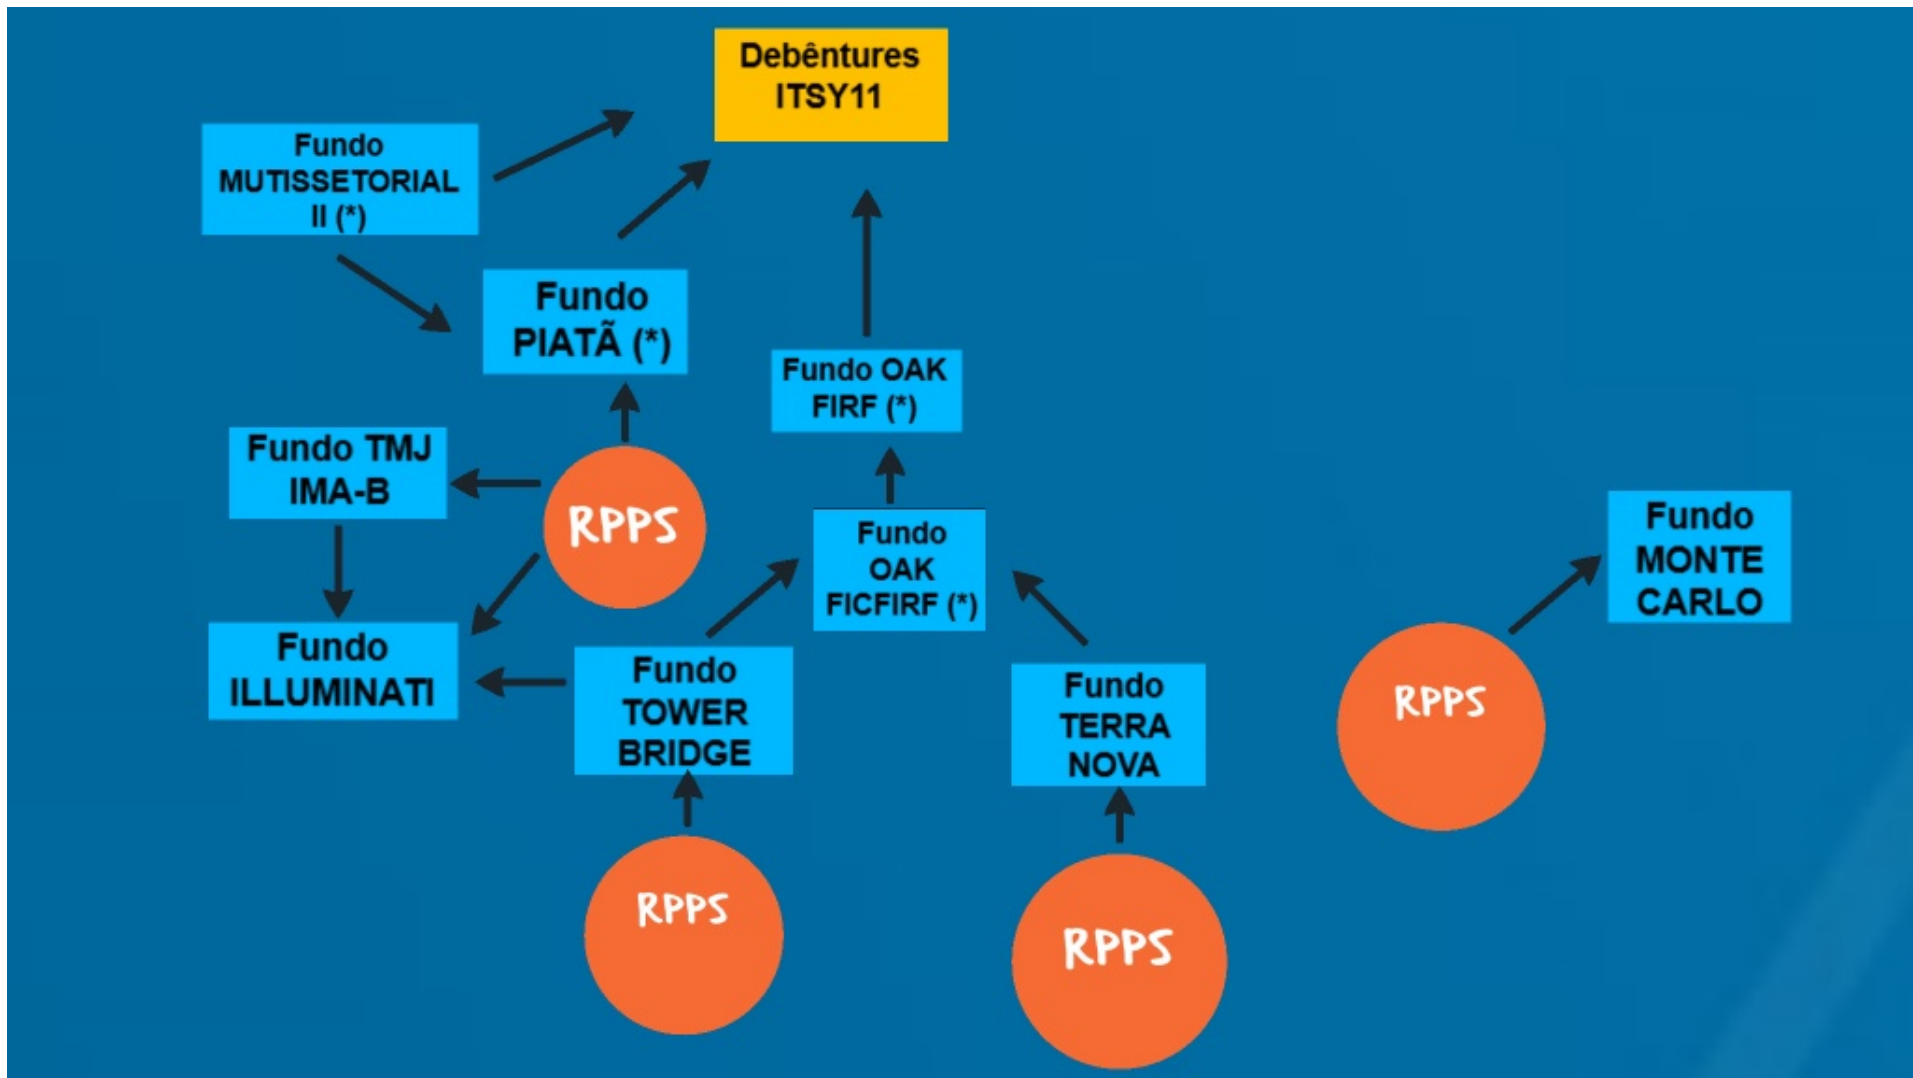 Debêntures
ITSY11
Fundo
MUTISSETORIAL
II (*)
Fundo
PIATÃ (*)
Fundo OAK
FIRF (*)
Fundo TMJ
IMA-B
RPPS
Fundo
OAK
FICFIRF (*)
Fundo
MONTE
CARLO
Fundo
ILLUMINATI
Fundo
TOWER
BRIDGE
Fundo
TERRA
NOVA
RPPS
RPPS
RPPS